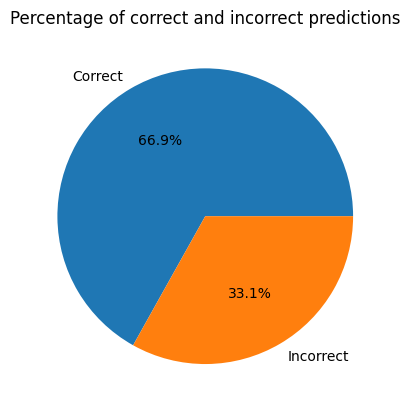 Percentage of correct and incorrect predictions
Correct
66.9%
33.1%
Incorrect